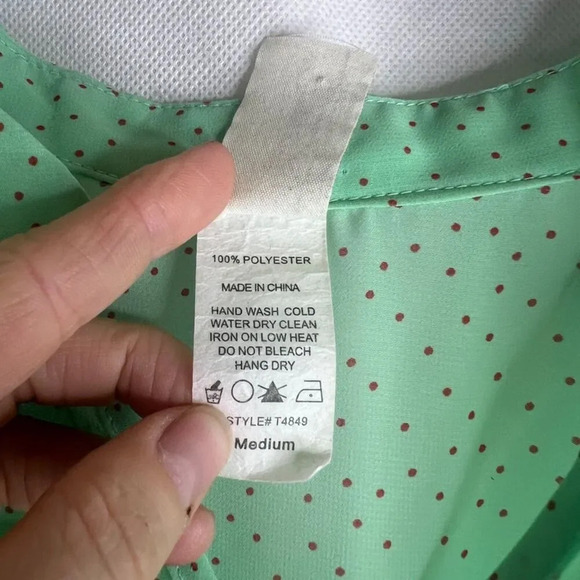 100% POLYESTER
MADE IN CHINA
HAND WASH COLD
WATER DRY CLEAN
IRON ON LOW HEAT
DO NOT BLEACH
HANG DRY
STYLE# T4849
Medium